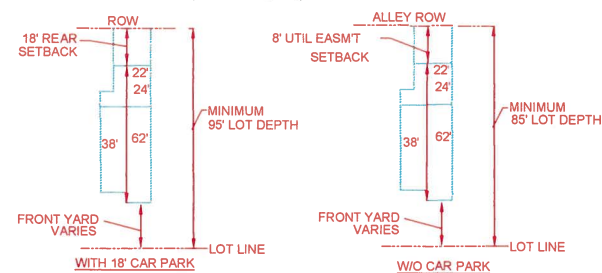 ROW
18' REAR
SETBACK
22'
24'
MINIMUM
95' LOT DEPTH
38'
62'
FRONT YARD
VARIES
LOT LINE
WITH 18' CAR PARK
ALLEY ROW
8' UTIL EASM'T
SETBACK
22'
24'
MINIMUM
85' LOT DEPTH
38'
62'
FRONT YARD
VARIES
LOT LINE
W/O CAR PARK